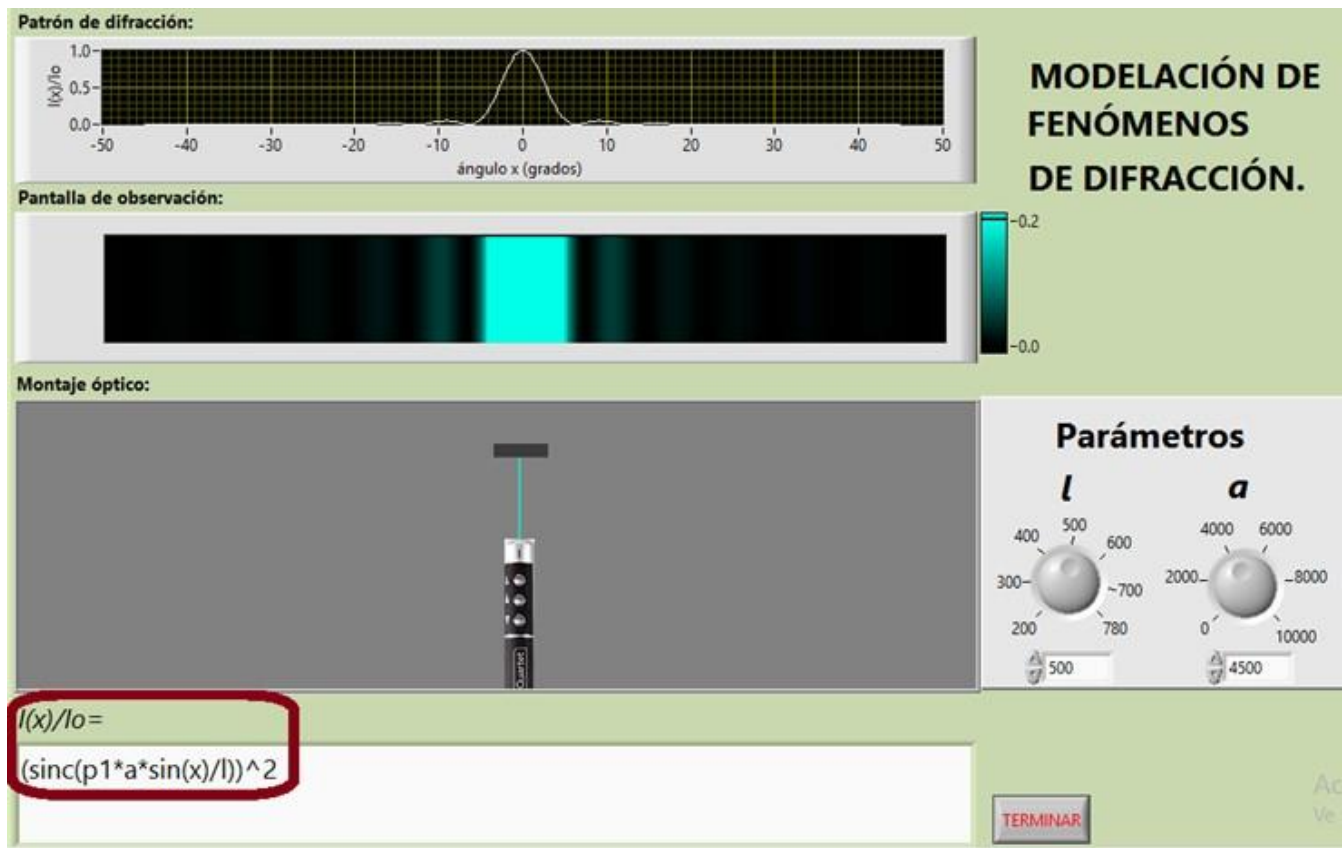 Patrón de difracción:
I(x)/Io
1.0
0.5
0.0
-50 -40 -30 -20 -10 0 10 20 30 40 50
ángulo x (grados)
MODELACIÓN DE
FENÓMENOS
DE DIFRACCIÓN.
Pantalla de observación:
0.2
0.0
Montaje óptico:
Quartet
Parámetros
l a
200 300 400 500 600 700 780
0 2000 4000 6000 8000 10000
500 4500
I(x)/Io=
(sinc(p1*a*sin(x)/l))^2
TERMINAR
Ac
Ve